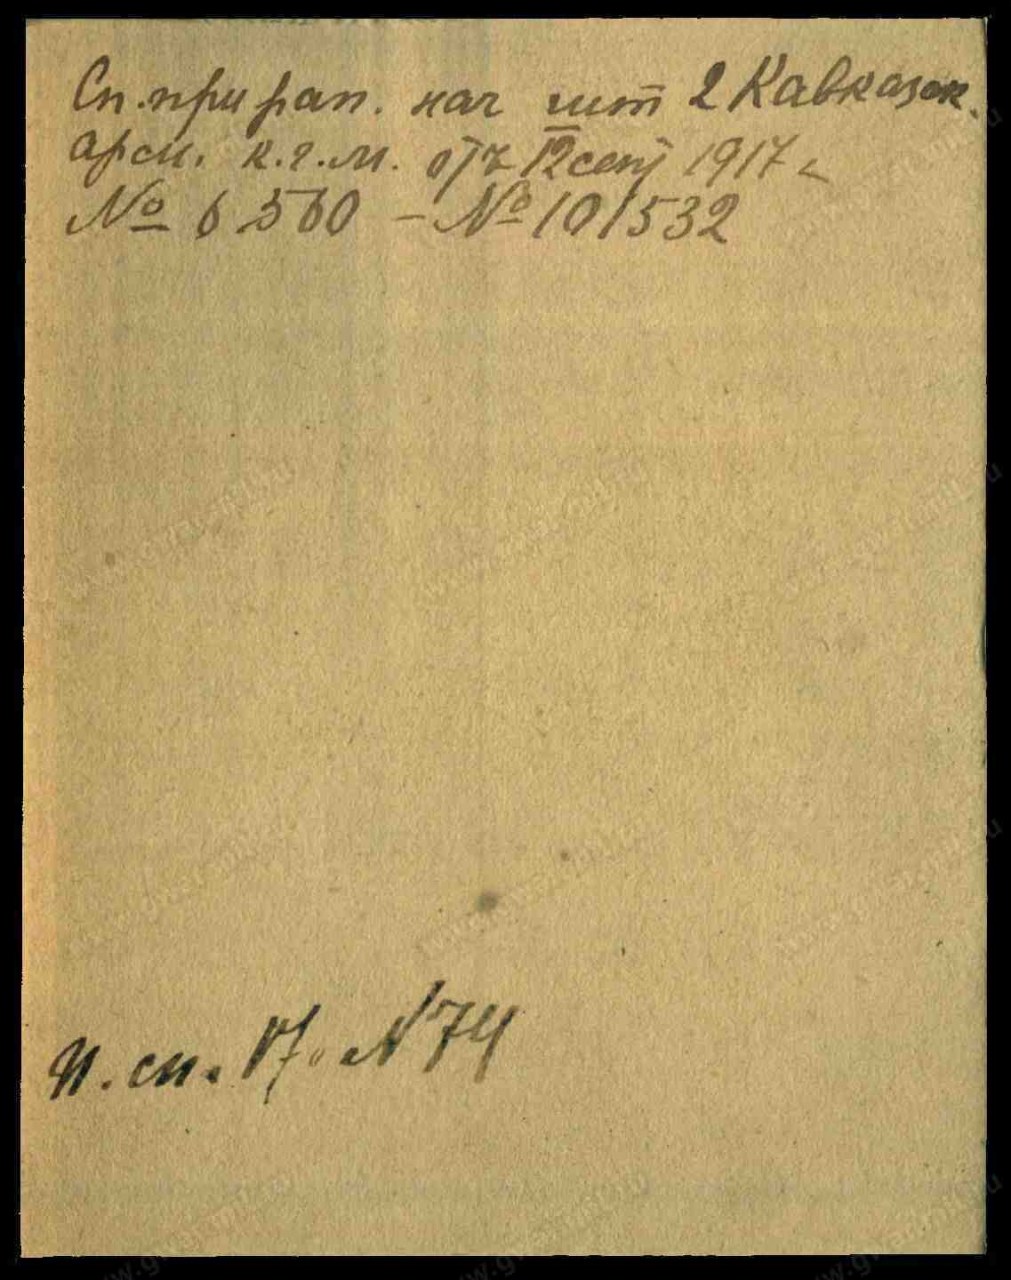 Сп. при рап. нач шт 2 Кавказск.
арм. к.г.м. от 12 сент 1917 г
№ 6560 – № 101532
п. сп. 17. № 74